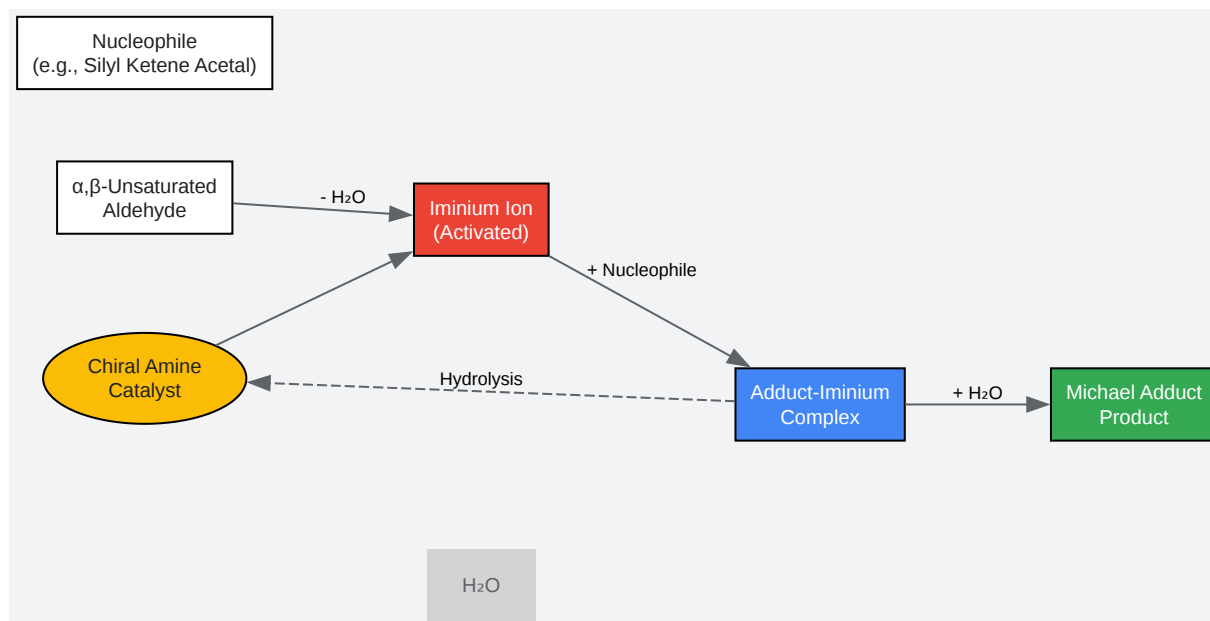 Nucleophile
(e.g., Silyl Ketene Acetal)
α,β-Unsaturated
Aldehyde
- H₂O
Iminium Ion
(Activated)
+ Nucleophile
Chiral Amine
Catalyst
Hydrolysis
Adduct-Iminium
Complex
+ H₂O
Michael Adduct
Product
H₂O